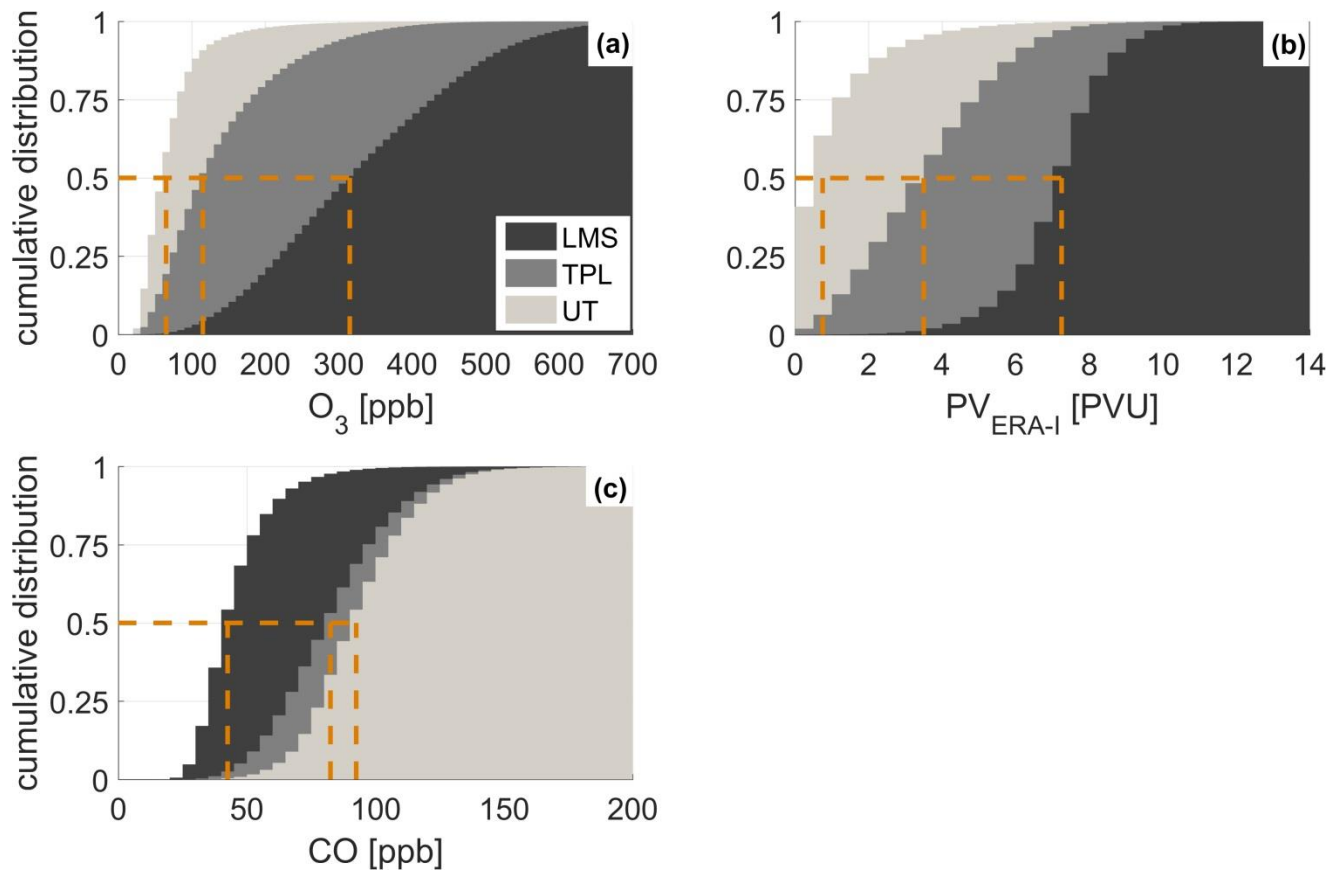 cumulative distribution
1
0.75
0.5
0.25
0
(a)
LMS
TPL
UT
0 100 200 300 400 500 600 700
O3 [ppb]
1
0.75
0.5
0.25
0
(b)
0 2 4 6 8 10 12 14
PVERA-I [PVU]
cumulative distribution
1
0.75
0.5
0.25
0
(c)
0 50 100 150 200
CO [ppb]